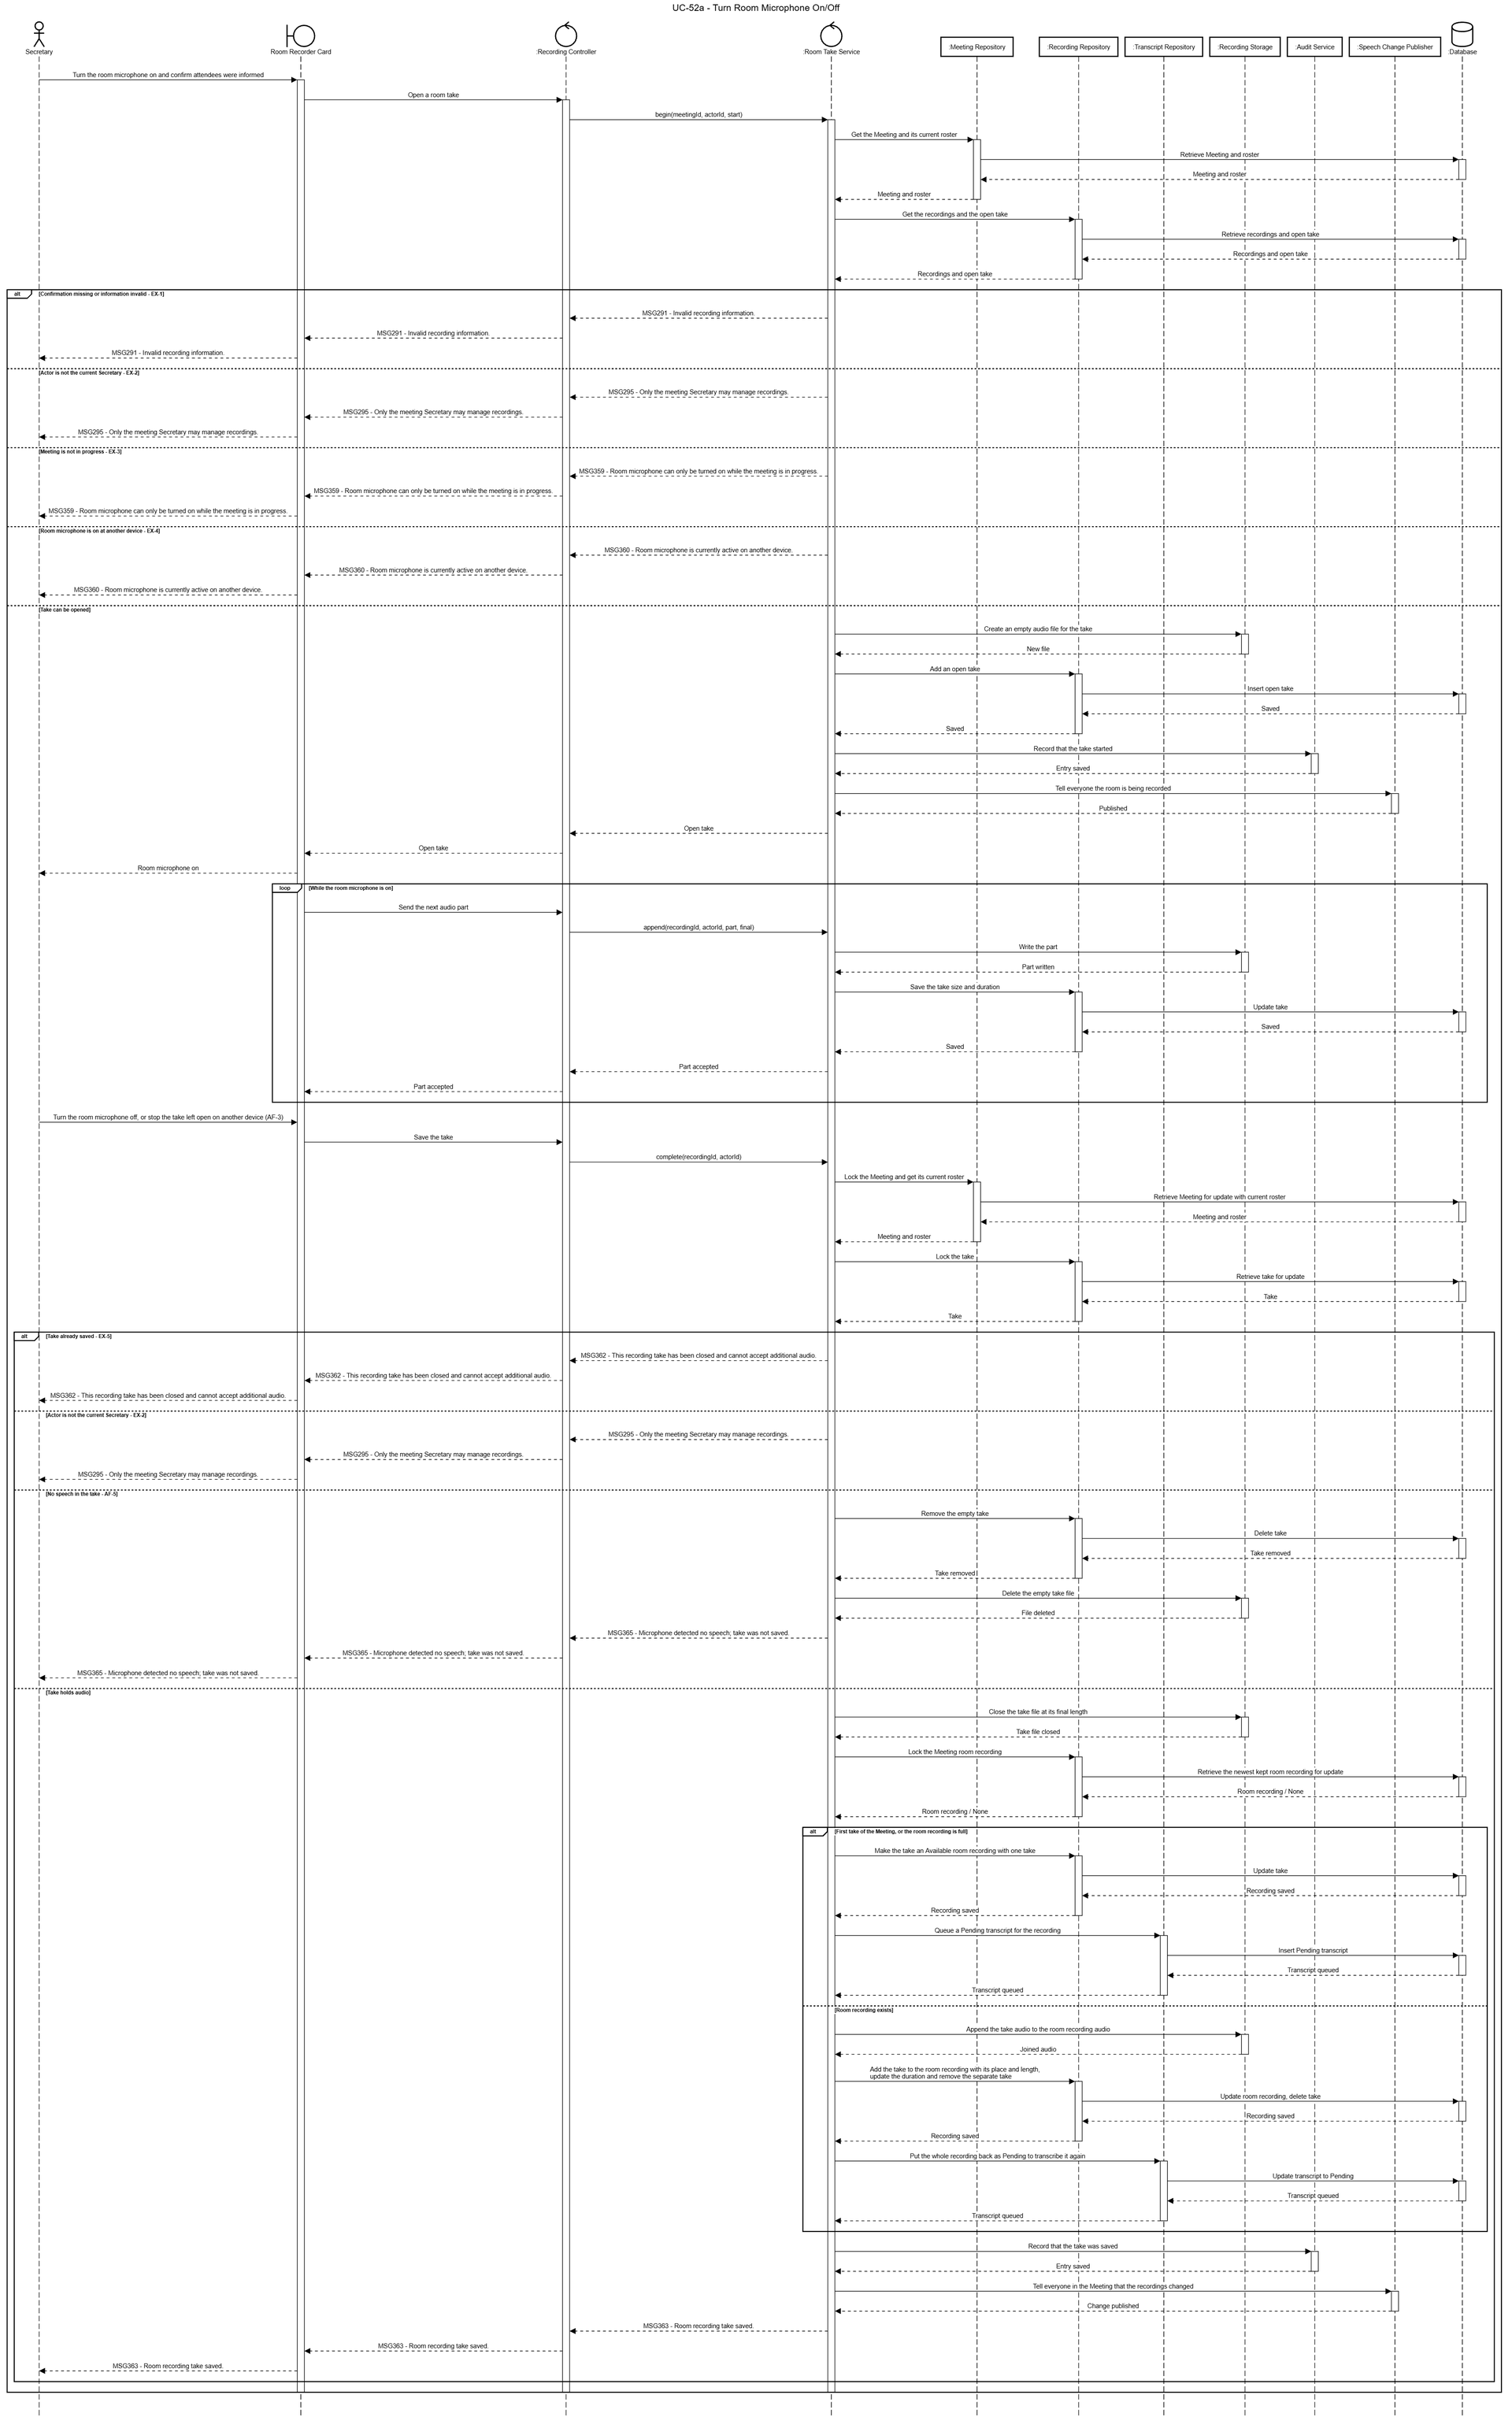 UC-52a - Turn Room Microphone On/Off
Secretary
Room Recorder Card
:Recording Controller
:Room Take Service
:Meeting Repository
:Recording Repository
:Transcript Repository
:Recording Storage
:Audit Service
:Speech Change Publisher
:Database
Turn the room microphone on and confirm attendees were informed
Open a room take
begin(meetingId, actorId, start)
Get the Meeting and its current roster
Retrieve Meeting and roster
Meeting and roster
Meeting and roster
Get the recordings and the open take
Retrieve recordings and open take
Recordings and open take
Recordings and open take
alt
[Confirmation missing or information invalid - EX-1]
MSG291 - Invalid recording information.
MSG291 - Invalid recording information.
MSG291 - Invalid recording information.
[Actor is not the current Secretary - EX-2]
MSG295 - Only the meeting Secretary may manage recordings.
MSG295 - Only the meeting Secretary may manage recordings.
MSG295 - Only the meeting Secretary may manage recordings.
[Meeting is not in progress - EX-3]
MSG359 - Room microphone can only be turned on while the meeting is in progress.
MSG359 - Room microphone can only be turned on while the meeting is in progress.
MSG359 - Room microphone can only be turned on while the meeting is in progress.
[Room microphone is on at another device - EX-4]
MSG360 - Room microphone is currently active on another device.
MSG360 - Room microphone is currently active on another device.
MSG360 - Room microphone is currently active on another device.
[Take can be opened]
Create an empty audio file for the take
New file
Add an open take
Insert open take
Saved
Saved
Record that the take started
Entry saved
Tell everyone the room is being recorded
Published
Open take
Open take
Room microphone on
loop
[While the room microphone is on]
Send the next audio part
append(recordingId, actorId, part, final)
Write the part
Part written
Save the take size and duration
Update take
Saved
Saved
Part accepted
Part accepted
Turn the room microphone off, or stop the take left open on another device (AF-3)
Save the take
complete(recordingId, actorId)
Lock the Meeting and get its current roster
Retrieve Meeting for update with current roster
Meeting and roster
Meeting and roster
Lock the take
Retrieve take for update
Take
Take
alt
[Take already saved - EX-5]
MSG362 - This recording take has been closed and cannot accept additional audio.
MSG362 - This recording take has been closed and cannot accept additional audio.
MSG362 - This recording take has been closed and cannot accept additional audio.
[Actor is not the current Secretary - EX-2]
MSG295 - Only the meeting Secretary may manage recordings.
MSG295 - Only the meeting Secretary may manage recordings.
MSG295 - Only the meeting Secretary may manage recordings.
[No speech in the take - AF-5]
Remove the empty take
Delete take
Take removed
Take removed
Delete the empty take file
File deleted
MSG365 - Microphone detected no speech; take was not saved.
MSG365 - Microphone detected no speech; take was not saved.
MSG365 - Microphone detected no speech; take was not saved.
[Take holds audio]
Close the take file at its final length
Take file closed
Lock the Meeting room recording
Retrieve the newest kept room recording for update
Room recording / None
Room recording / None
alt
[First take of the Meeting, or the room recording is full]
Make the take an Available room recording with one take
Update take
Recording saved
Recording saved
Queue a Pending transcript for the recording
Insert Pending transcript
Transcript queued
Transcript queued
[Room recording exists]
Append the take audio to the room recording audio
Joined audio
Add the take to the room recording with its place and length,
update the duration and remove the separate take
Update room recording, delete take
Recording saved
Recording saved
Put the whole recording back as Pending to transcribe it again
Update transcript to Pending
Transcript queued
Transcript queued
Record that the take was saved
Entry saved
Tell everyone in the Meeting that the recordings changed
Change published
MSG363 - Room recording take saved.
MSG363 - Room recording take saved.
MSG363 - Room recording take saved.